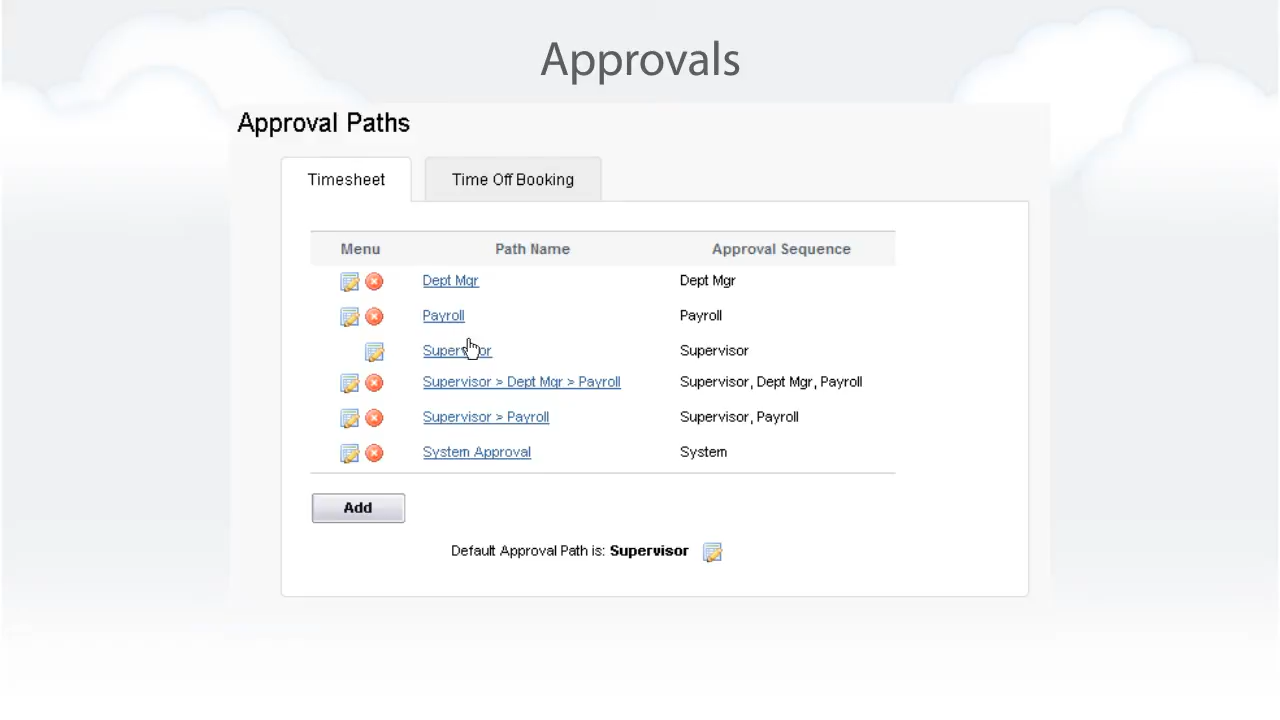 Approvals
Approval Paths
Timesheet Time Off Booking
Menu Path Name Approval Sequence
Dept Mgr Dept Mgr
Payroll Payroll
Supervisor Supervisor
Supervisor > Dept Mgr > Payroll Supervisor, Dept Mgr, Payroll
Supervisor > Payroll Supervisor, Payroll
System Approval System
Add
Default Approval Path is: Supervisor